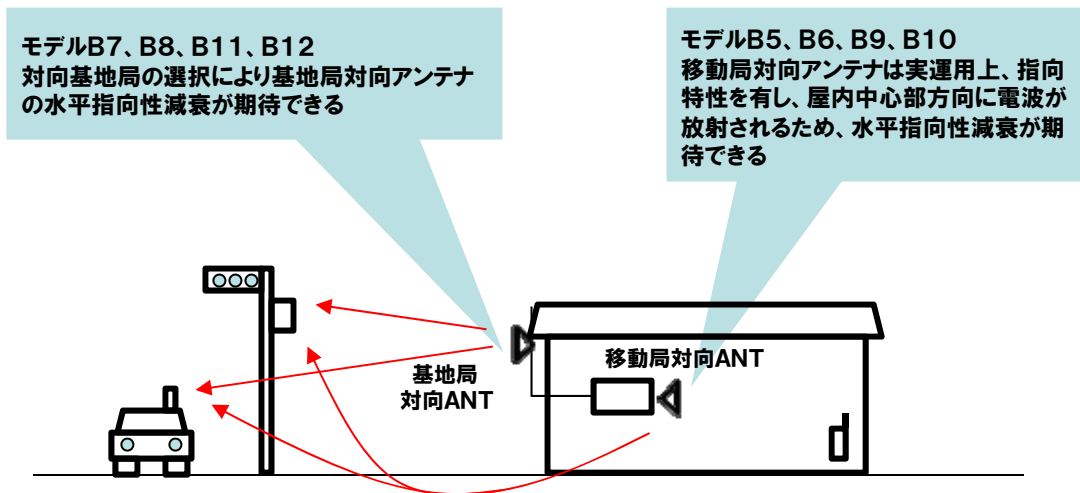 モデルB7、B8、B11、B12
対向基地局の選択により基地局対向アンテナ
の水平指向性減衰が期待できる
モデルB5、B6、B9、B10
移動局対向アンテナは実運用上、指向
特性を有し、屋内中心部方向に電波が
放射されるため、水平指向性減衰が期
待できる
基地局
対向ANT
移動局対向ANT